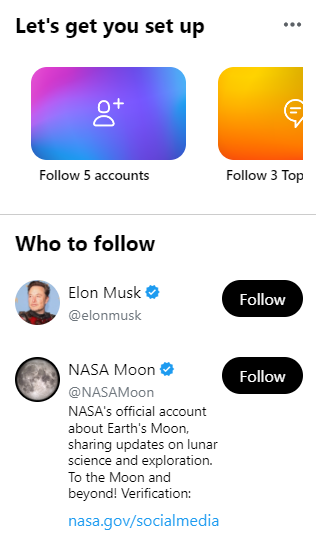 Let's get you set up
Follow 5 accounts
Follow 3 Top
Who to follow
Elon Musk
@elonmusk
Follow
NASA Moon
@NASAMoon
Follow
NASA's official account
about Earth's Moon,
sharing updates on lunar
science and exploration.
To the Moon and
beyond! Verification:
nasa.gov/socialmedia